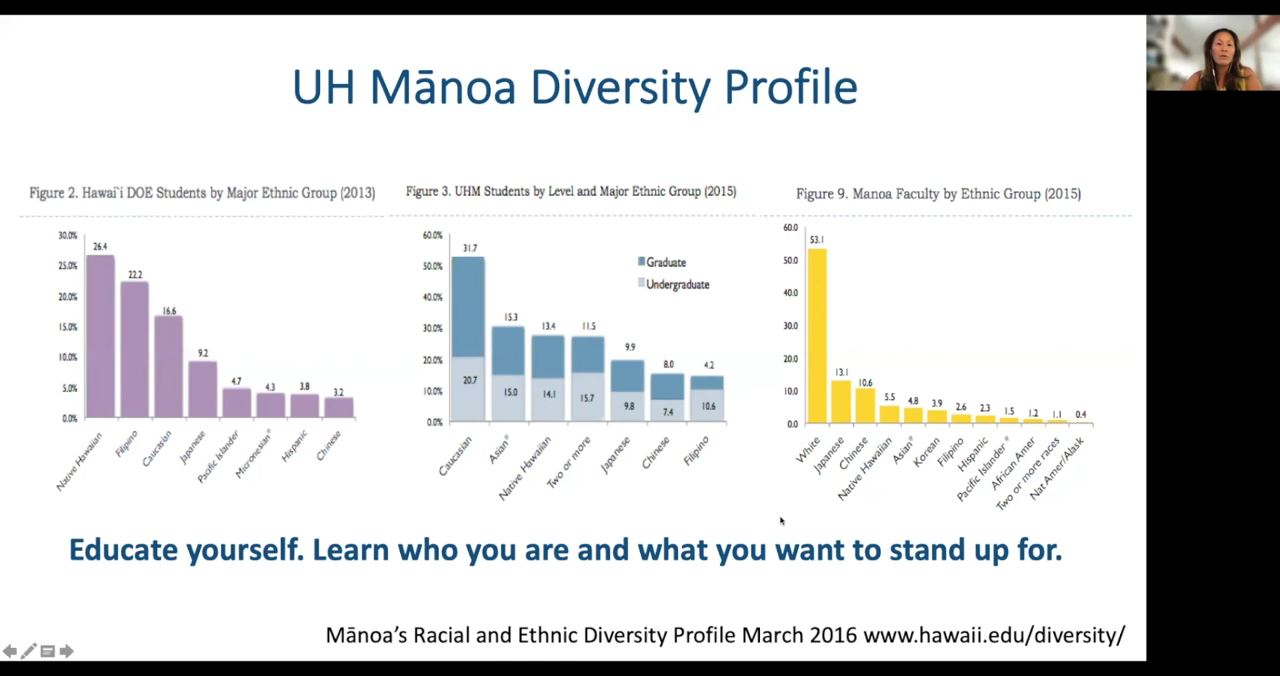 UH Mānoa Diversity Profile
Figure 2. Hawai`i DOE Students by Major Ethnic Group (2013)
30.0%
25.0%
20.0%
15.0%
10.0%
5.0%
0.0%
26.4
22.2
16.6
9.2
4.7
4.3
3.8
3.2
Native Hawaiian
Filipino
Caucasian
Japanese
Pacific Islander
Micronesian*
Hispanic
Chinese
Figure 3. UHM Students by Level and Major Ethnic Group (2015)
60.0%
50.0%
40.0%
30.0%
20.0%
10.0%
0.0%
Graduate
Undergraduate
31.7
15.3
13.4
11.5
9.9
8.0
4.2
20.7
15.0
14.1
15.7
9.8
7.4
10.6
Caucasian
Asian*
Native Hawaiian
Two or more
Japanese
Chinese
Filipino
Figure 9. Manoa Faculty by Ethnic Group (2015)
60.0
50.0
40.0
30.0
20.0
10.0
0.0
53.1
13.1
10.6
5.5
4.8
3.9
2.6
2.3
1.5
1.2
1.1
0.4
White
Japanese
Chinese
Native Hawaiian
Asian*
Korean
Filipino
Hispanic
Pacific Islander *
African Amer
Two or more races
Nat Amer/Alask
Educate yourself. Learn who you are and what you want to stand up for.
Mānoa's Racial and Ethnic Diversity Profile March 2016 www.hawaii.edu/diversity/